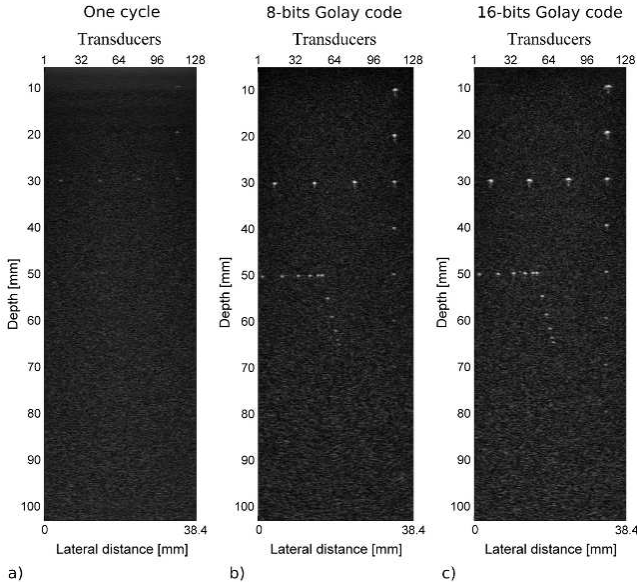 One cycle
Transducers
1 32 64 96 128
10
20
30
40
50
60
70
80
90
100
Depth [mm]
0 38.4
Lateral distance [mm]
a)
8-bits Golay code
Transducers
1 32 64 96 128
10
20
30
40
50
60
70
80
90
100
Depth [mm]
0 38.4
Lateral distance [mm]
b)
16-bits Golay code
Transducers
1 32 64 96 128
10
20
30
40
50
60
70
80
90
100
Depth [mm]
0 38.4
Lateral distance [mm]
c)